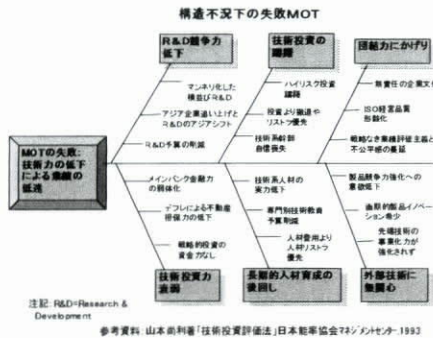 構造不況下の失敗MOT
R&D競争力
低下
技術投資の
躊躇
団結力にかげり
マンネリ化した
横並びR&D
アジア企業追い上げと
R&Dのアジアシフト
R&D予算の削減
ハイリスク投資
躊躇
投資より撤退や
リストラ優先
技術系幹部
自信喪失
無責任の企業文化
ISO経営品質
形骸化
戦略なき業績評価主義と
不公平感の蔓延
MOTの失敗:
技術力の低下
による業績の
低迷
メインバンク金融力
の弱体化
デフレによる不動産
担保力の低下
戦略的投資の
資金力なし
技術系人材の
実力低下
専門別技術教育
予算削減
人材費用より
人材リストラ
優先
製品競争力強化への
意欲低下
画期的製品イノベー
ション希少
先端技術の
事業化力が
強化されず
技術投資力
衰弱
長期的人材育成の
後回し
外部技術に
無関心
注記: R&D=Research &
Development
参考資料: 山本尚利著「技術投資評価法」日本能率協会マネジメントセンター、1993